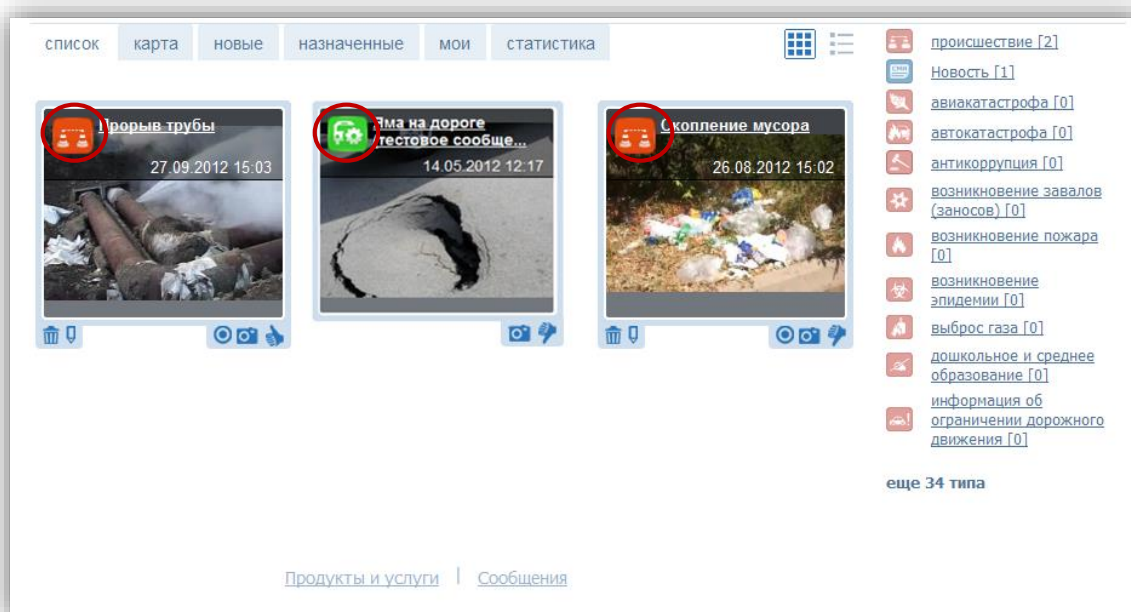 список карта новые назначенные мои статистика
Прорыв трубы
27.09.2012 15:03
Яма на дороге
(тестовое сообще...
14.05.2012 12:17
Скопление мусора
26.08.2012 15:02
происшествие [2]
Новость [1]
авиакатастрофа [0]
автокатастрофа [0]
антикоррупция [0]
возникновение завалов
(заносов) [0]
возникновение пожара
[0]
возникновение
эпидемии [0]
выброс газа [0]
дошкольное и среднее
образование [0]
информация об
ограничении дорожного
движения [0]
еще 34 типа
Продукты и услуги | Сообщения